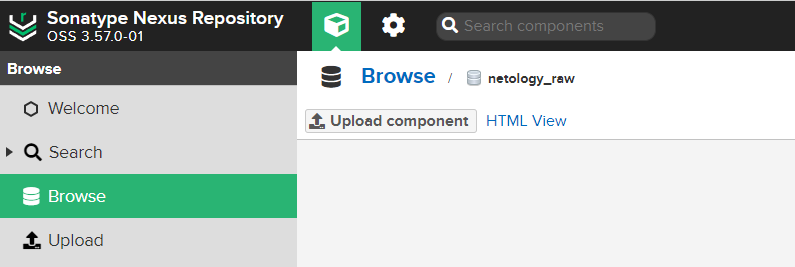 Sonatype Nexus Repository
OSS 3.57.0-01
Search components
Browse
Browse / netology_raw
Welcome
Upload component HTML View
Search
Browse
Upload